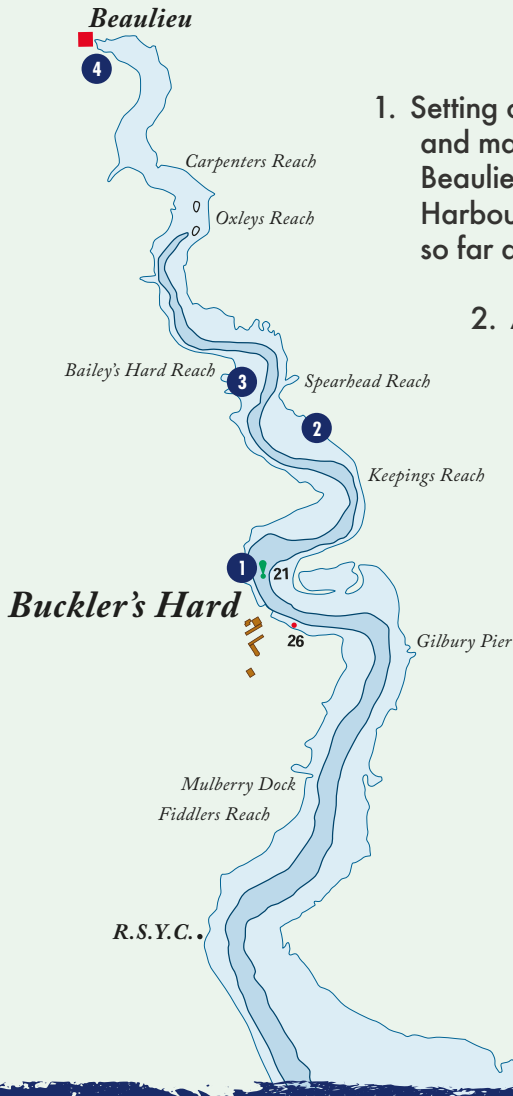 Beaulieu
4
1. Setting
and ma
Beaulie
Harbou
so far
2.
Carpenters Reach
Oxleys Reach
Bailey's Hard Reach
3
Spearhead Reach
2
Keepings Reach
1
21
Buckler's Hard
26
Gilbury Pier
Mulberry Dock
Fiddlers Reach
R.S.Y.C.